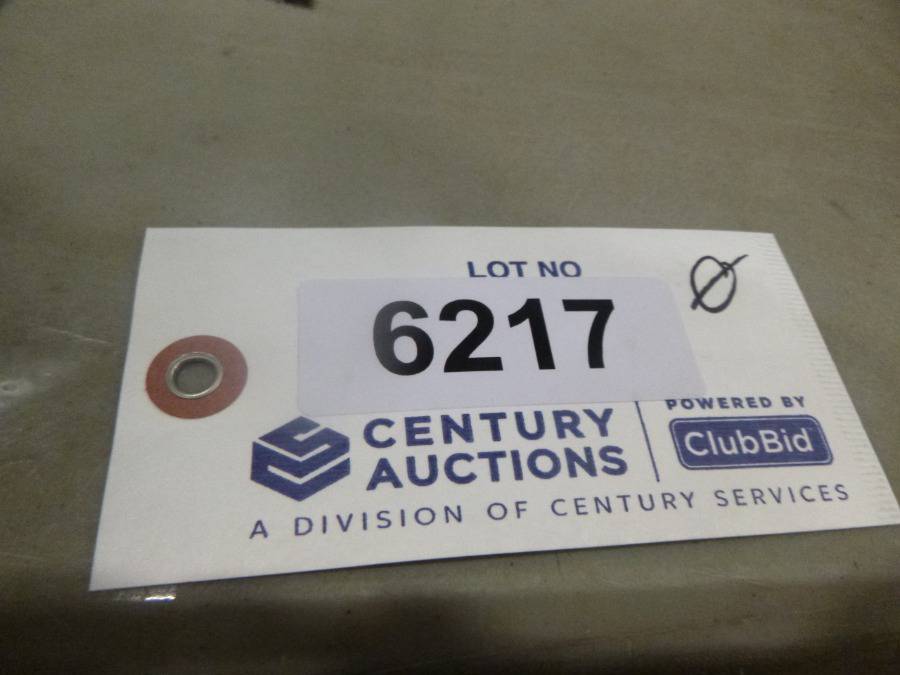 LOT NO
Ø
6217
CENTURY
AUCTIONS
POWERED BY
ClubBid
A DIVISION OF CENTURY SERVICES